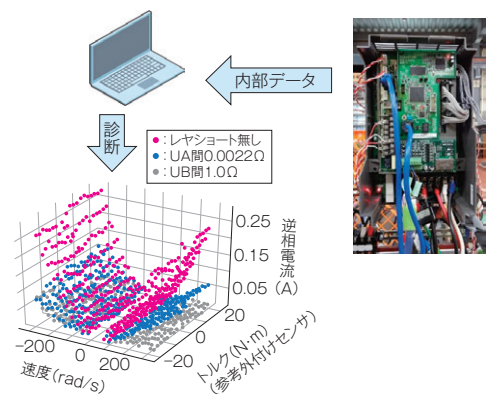 内部データ
診断
●：レヤショート無し
●：UA間0.0022Ω
●：UB間1.0Ω
0.25
0.15
0.05
逆相電流
(A)
20
0
-20
トルク(N・m)
(参考外付けセンサ)
-200
0
200
速度(rad/s)